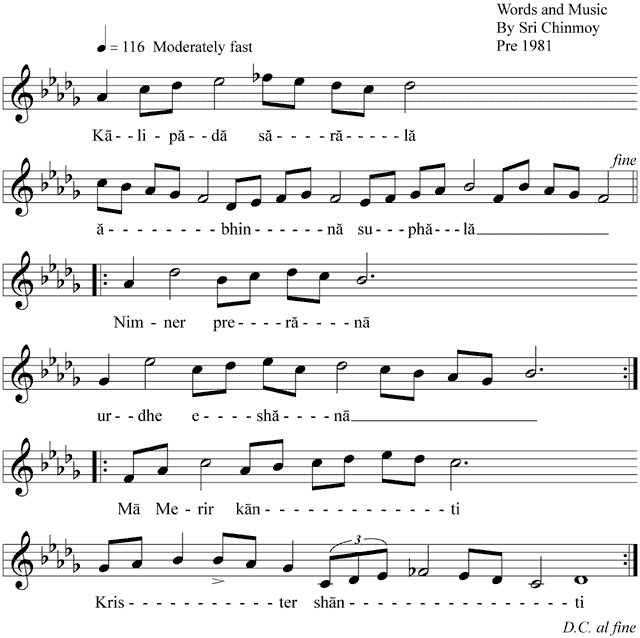 Words and Music
By Sri Chinmoy
Pre 1981
= 116 Moderately fast
Kā - - li - pă - - dă să - - - - ră - - - - lă
fine
ă - - - - - - - - - bhin - - - - nă su - - phă - - lă
Nim - ner pre - - - - ră - - - - nā
ur - - dhe e - - - - shă - - - - nā
Mā Me - rir kān - - - - - - - - - - - - - - ti
3
>
Kris - - - - - - - - - - - ter shān - - - - - - - - - - - - - - - ti
D.C. al fine